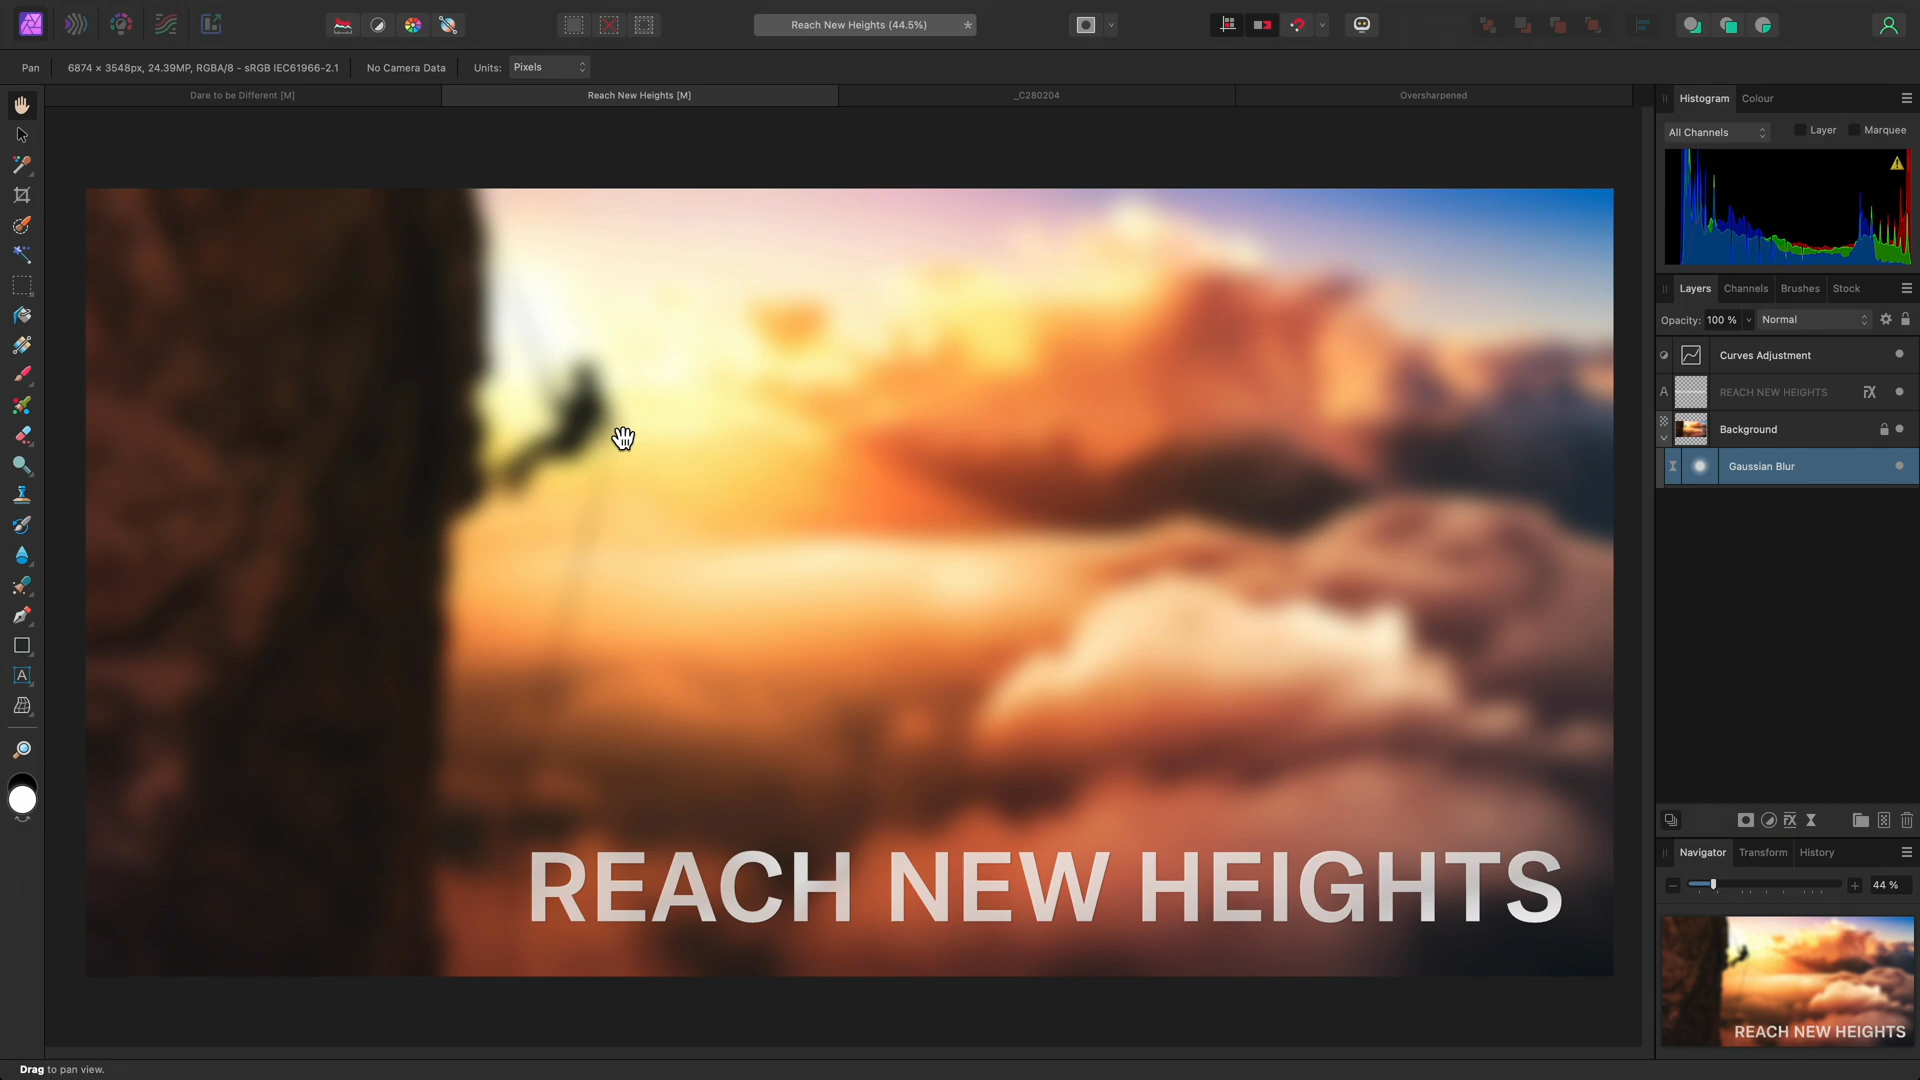 Reach New Heights (44.5%) *
Pan 6874 × 3548px, 24.39MP, RGBA/8 - sRGB IEC61966-2.1 No Camera Data Units: Pixels
Dare to be Different [M] Reach New Heights [M] _C280204 Oversharpened
Histogram Colour
All Channels Layer Marquee
Layers Channels Brushes Stock
Opacity: 100 % Normal
Curves Adjustment
A REACH NEW HEIGHTS fx
Background
Gaussian Blur
REACH NEW HEIGHTS
Navigator Transform History
44 %
REACH NEW HEIGHTS
Drag to pan view.